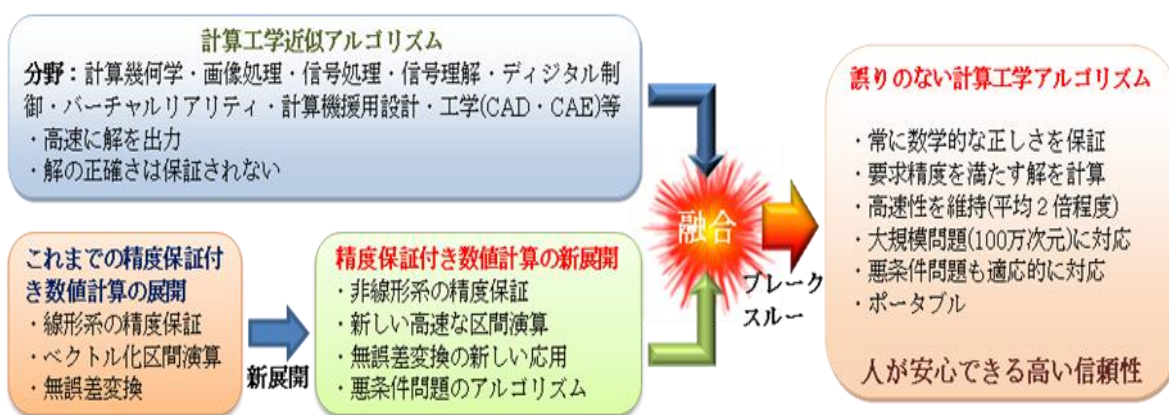 計算工学近似アルゴリズム
分野：計算幾何学・画像処理・信号処理・信号理解・ディジタル制
御・バーチャルリアリティ・計算機援用設計・工学(CAD・CAE)等
・高速に解を出力
・解の正確さは保証されない
これまでの精度保証付
き数値計算の展開
・線形系の精度保証
・ベクトル化区間演算
・無誤差変換
新展開
精度保証付き数値計算の新展開
・非線形系の精度保証
・新しい高速な区間演算
・無誤差変換の新しい応用
・悪条件問題のアルゴリズム
融合
ブレーク
スルー
誤りのない計算工学アルゴリズム
・常に数学的な正しさを保証
・要求精度を満たす解を計算
・高速性を維持(平均２倍程度)
・大規模問題(100万次元)に対応
・悪条件問題も適応的に対応
・ポータブル
人が安心できる高い信頼性